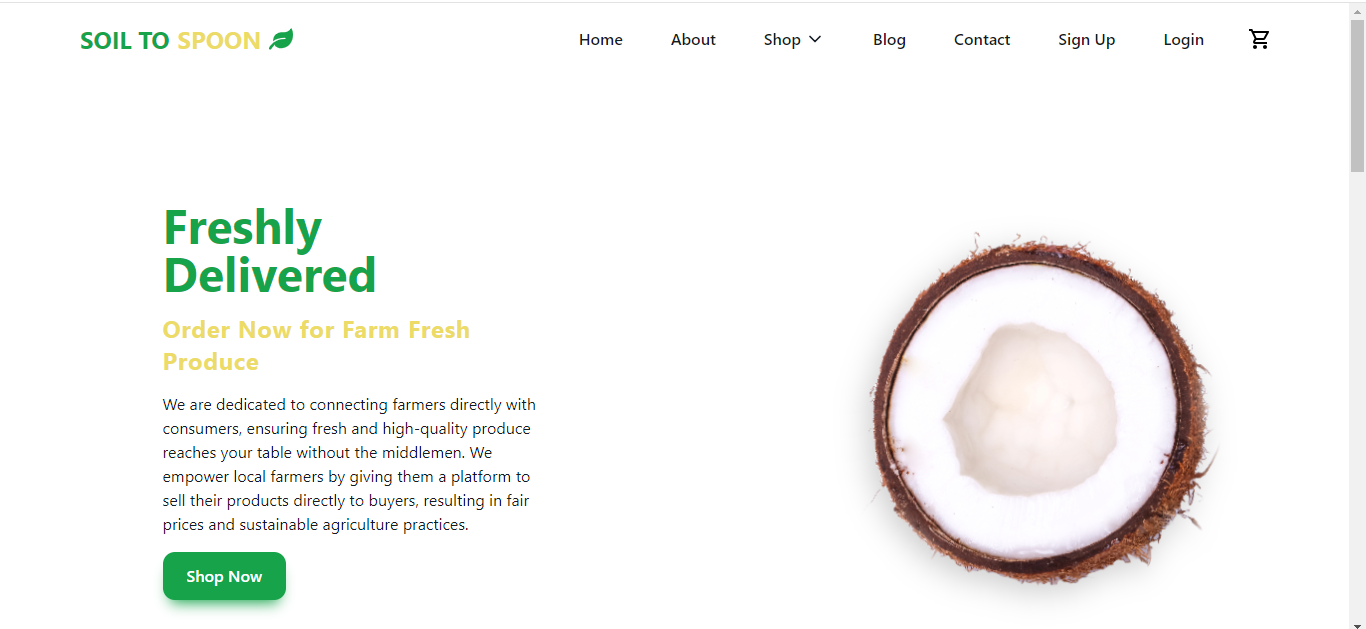 SOIL TO SPOON
Home
About
Shop
Blog
Contact
Sign Up
Login
Freshly
Delivered
Order Now for Farm Fresh
Produce
We are dedicated to connecting farmers directly with
consumers, ensuring fresh and high-quality produce
reaches your table without the middlemen. We
empower local farmers by giving them a platform to
sell their products directly to buyers, resulting in fair
prices and sustainable agriculture practices.
Shop Now